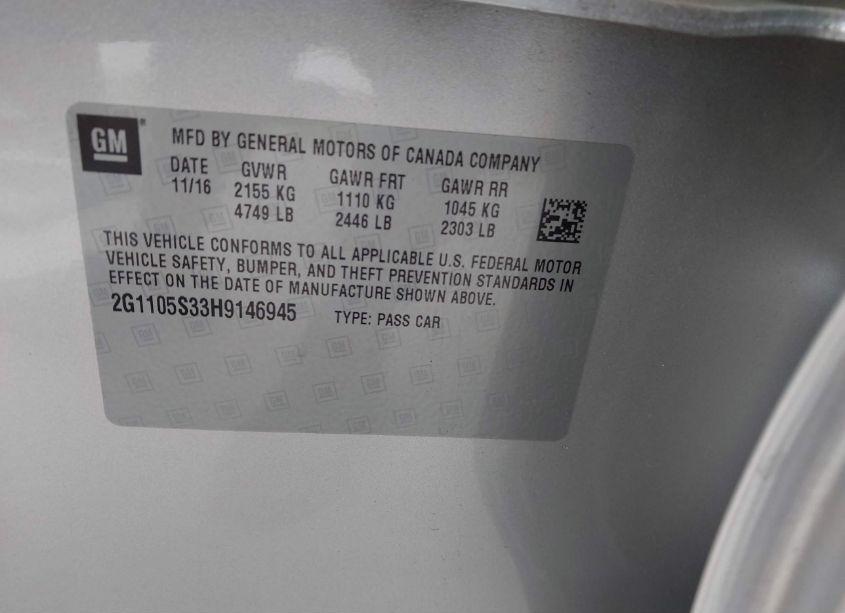 GM
MFD BY GENERAL MOTORS OF CANADA COMPANY
DATE GVWR GAWR FRT GAWR RR
11/16 2155 KG 1110 KG 1045 KG
4749 LB 2446 LB 2303 LB
THIS VEHICLE CONFORMS TO ALL APPLICABLE U.S. FEDERAL MOTOR
VEHICLE SAFETY, BUMPER, AND THEFT PREVENTION STANDARDS IN
EFFECT ON THE DATE OF MANUFACTURE SHOWN ABOVE.
2G1105S33H9146945 TYPE: PASS CAR